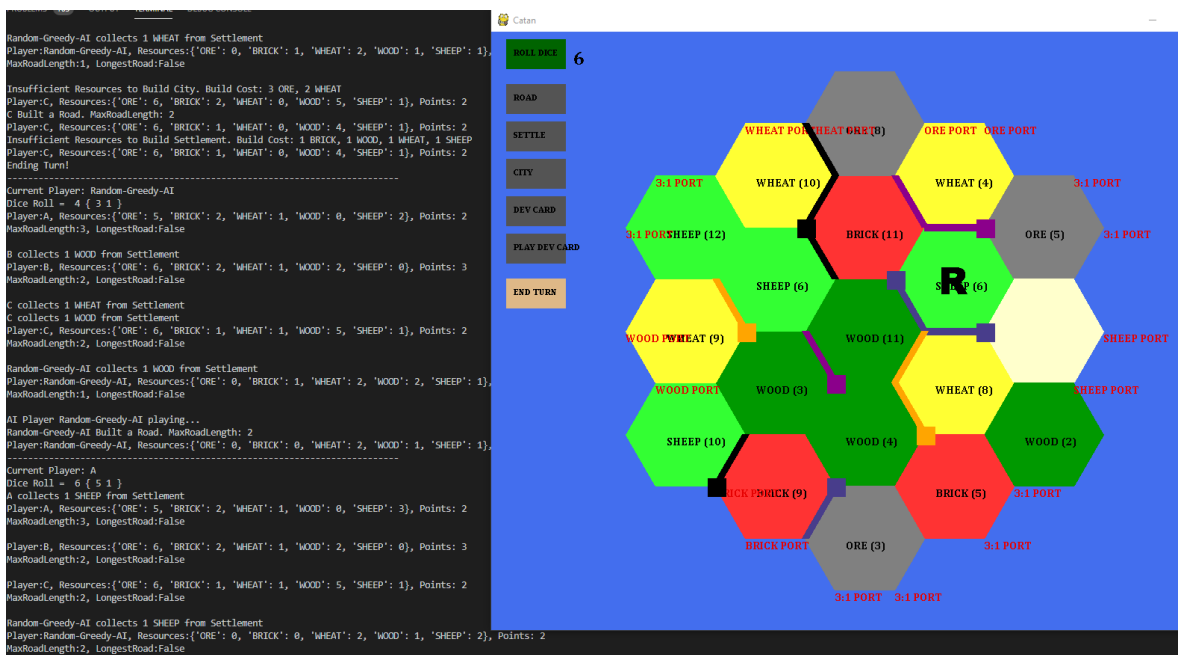 Random-Greedy-AI collects 1 WHEAT from Settlement
Player:Random-Greedy-AI, Resources:{'ORE': 0, 'BRICK': 1, 'WHEAT': 2, 'WOOD': 1, 'SHEEP': 1},
MaxRoadLength:1, LongestRoad:False
Insufficient Resources to Build City. Build Cost: 3 ORE, 2 WHEAT
Player:C, Resources:{'ORE': 6, 'BRICK': 2, 'WHEAT': 0, 'WOOD': 5, 'SHEEP': 1}, Points: 2
C Built a Road. MaxRoadLength: 2
Player:C, Resources:{'ORE': 6, 'BRICK': 1, 'WHEAT': 0, 'WOOD': 4, 'SHEEP': 1}, Points: 2
Insufficient Resources to Build Settlement. Build Cost: 1 BRICK, 1 WOOD, 1 WHEAT, 1 SHEEP
Player:C, Resources:{'ORE': 6, 'BRICK': 1, 'WHEAT': 0, 'WOOD': 4, 'SHEEP': 1}, Points: 2
Ending Turn!
Current Player: Random-Greedy-AI
Dice Roll =  4 { 3 1 }
Player:A, Resources:{'ORE': 5, 'BRICK': 2, 'WHEAT': 1, 'WOOD': 0, 'SHEEP': 2}, Points: 2
MaxRoadLength:3, LongestRoad:False
B collects 1 WOOD from Settlement
Player:B, Resources:{'ORE': 6, 'BRICK': 2, 'WHEAT': 1, 'WOOD': 2, 'SHEEP': 0}, Points: 3
MaxRoadLength:2, LongestRoad:False
C collects 1 WHEAT from Settlement
C collects 1 WOOD from Settlement
Player:C, Resources:{'ORE': 6, 'BRICK': 1, 'WHEAT': 1, 'WOOD': 5, 'SHEEP': 1}, Points: 2
MaxRoadLength:2, LongestRoad:False
Random-Greedy-AI collects 1 WOOD from Settlement
Player:Random-Greedy-AI, Resources:{'ORE': 0, 'BRICK': 1, 'WHEAT': 2, 'WOOD': 2, 'SHEEP': 1},
MaxRoadLength:1, LongestRoad:False
AI Player Random-Greedy-AI playing...
Random-Greedy-AI Built a Road. MaxRoadLength: 2
Player:Random-Greedy-AI, Resources:{'ORE': 0, 'BRICK': 0, 'WHEAT': 2, 'WOOD': 1, 'SHEEP': 1},
Current Player: A
Dice Roll =  6 { 5 1 }
A collects 1 SHEEP from Settlement
Player:A, Resources:{'ORE': 5, 'BRICK': 2, 'WHEAT': 1, 'WOOD': 0, 'SHEEP': 3}, Points: 2
MaxRoadLength:3, LongestRoad:False
Player:B, Resources:{'ORE': 6, 'BRICK': 2, 'WHEAT': 1, 'WOOD': 2, 'SHEEP': 0}, Points: 3
MaxRoadLength:2, LongestRoad:False
Player:C, Resources:{'ORE': 6, 'BRICK': 1, 'WHEAT': 1, 'WOOD': 5, 'SHEEP': 1}, Points: 2
MaxRoadLength:2, LongestRoad:False
Random-Greedy-AI collects 1 SHEEP from Settlement
Player:Random-Greedy-AI, Resources:{'ORE': 0, 'BRICK': 0, 'WHEAT': 2, 'WOOD': 1, 'SHEEP': 2}, Points: 2
MaxRoadLength:2, LongestRoad:False
Catan
ROLL DICE 6
ROAD
SETTLE
CITY
DEV CARD
PLAY DEV CARD
END TURN
WHEAT PORT ORE (8) ORE PORT ORE PORT
3:1 PORT WHEAT (10) WHEAT (4) 3:1 PORT
3:1 PORT SHEEP (12) BRICK (11) ORE (5) 3:1 PORT
SHEEP (6) R
WOOD PORT WHEAT (9) WOOD (11) SHEEP PORT
WOOD PORT WOOD (3) WHEAT (8) SHEEP PORT
SHEEP (10) WOOD (4) WOOD (2)
BRICK (9) BRICK (5) 3:1 PORT
BRICK PORT ORE (3) 3:1 PORT
3:1 PORT 3:1 PORT